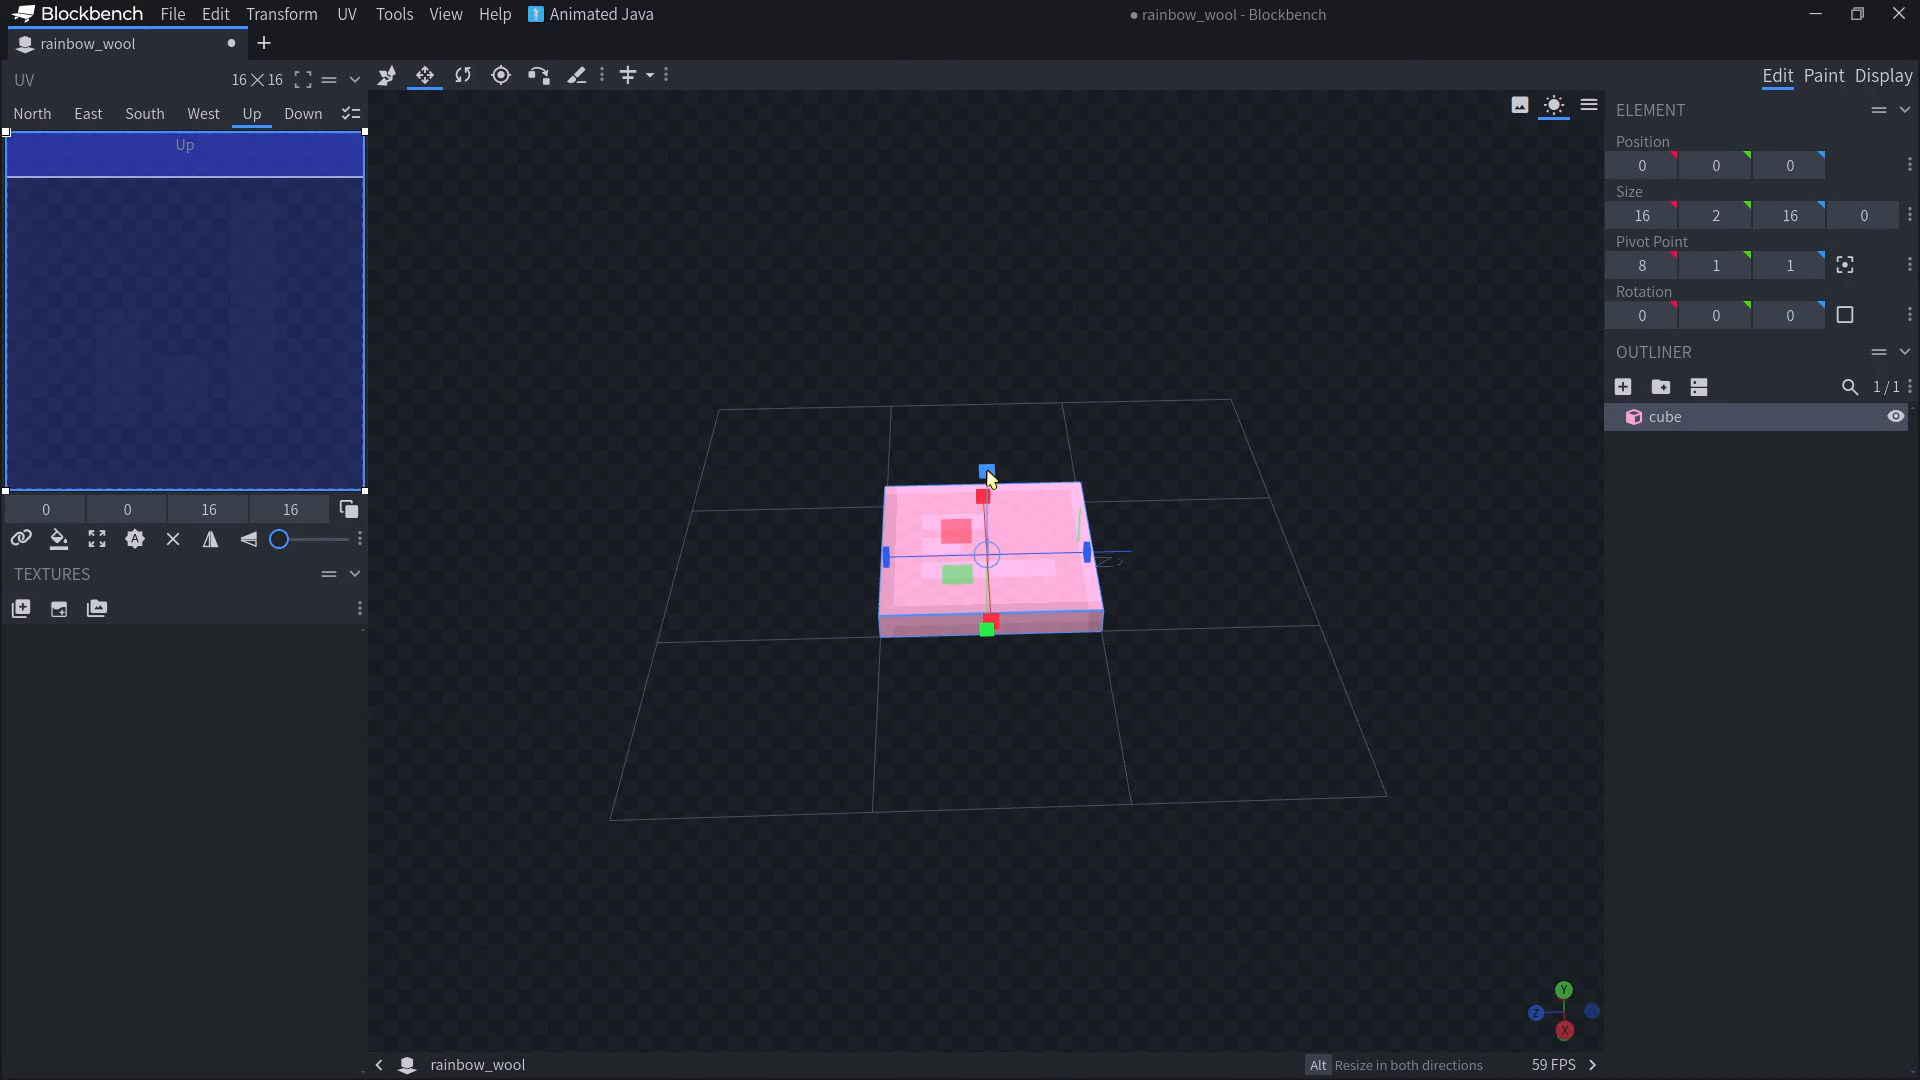 Blockbench File Edit Transform UV Tools View Help Animated Java
• rainbow_wool - Blockbench
rainbow_wool
UV 16×16
North East South West Up Down
Up
0 0 16 16
TEXTURES
Edit Paint Display
ELEMENT
Position
0 0 0
Size
16 2 16 0
Pivot Point
8 1 1
Rotation
0 0 0
OUTLINER
1/1
cube
Y
Z
X
rainbow_wool
Alt Resize in both directions 59 FPS